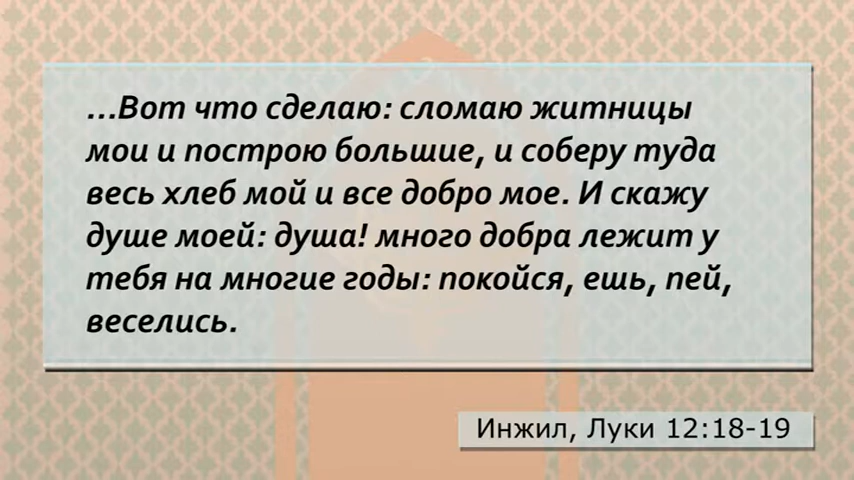 ...Вот что сделаю: сломаю житницы
мои и построю большие, и соберу туда
весь хлеб мой и все добро мое. И скажу
душе моей: душа! много добра лежит у
тебя на многие годы: покойся, ешь, пей,
веселись.
Инжил, Луки 12:18-19